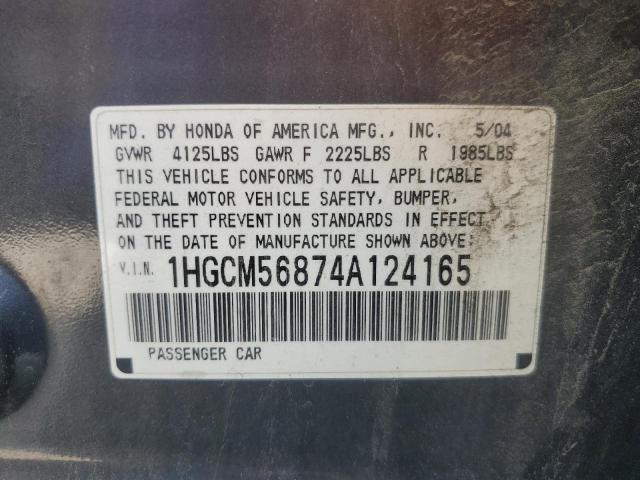 MFD. BY HONDA OF AMERICA MFG., INC. 5/04
GVWR 4125LBS GAWR F 2225LBS R 1985LBS
THIS VEHICLE CONFORMS TO ALL APPLICABLE
FEDERAL MOTOR VEHICLE SAFETY, BUMPER,
AND THEFT PREVENTION STANDARDS IN EFFECT
ON THE DATE OF MANUFACTURE SHOWN ABOVE.
V.I.N. 1HGCM56874A124165
PASSENGER CAR